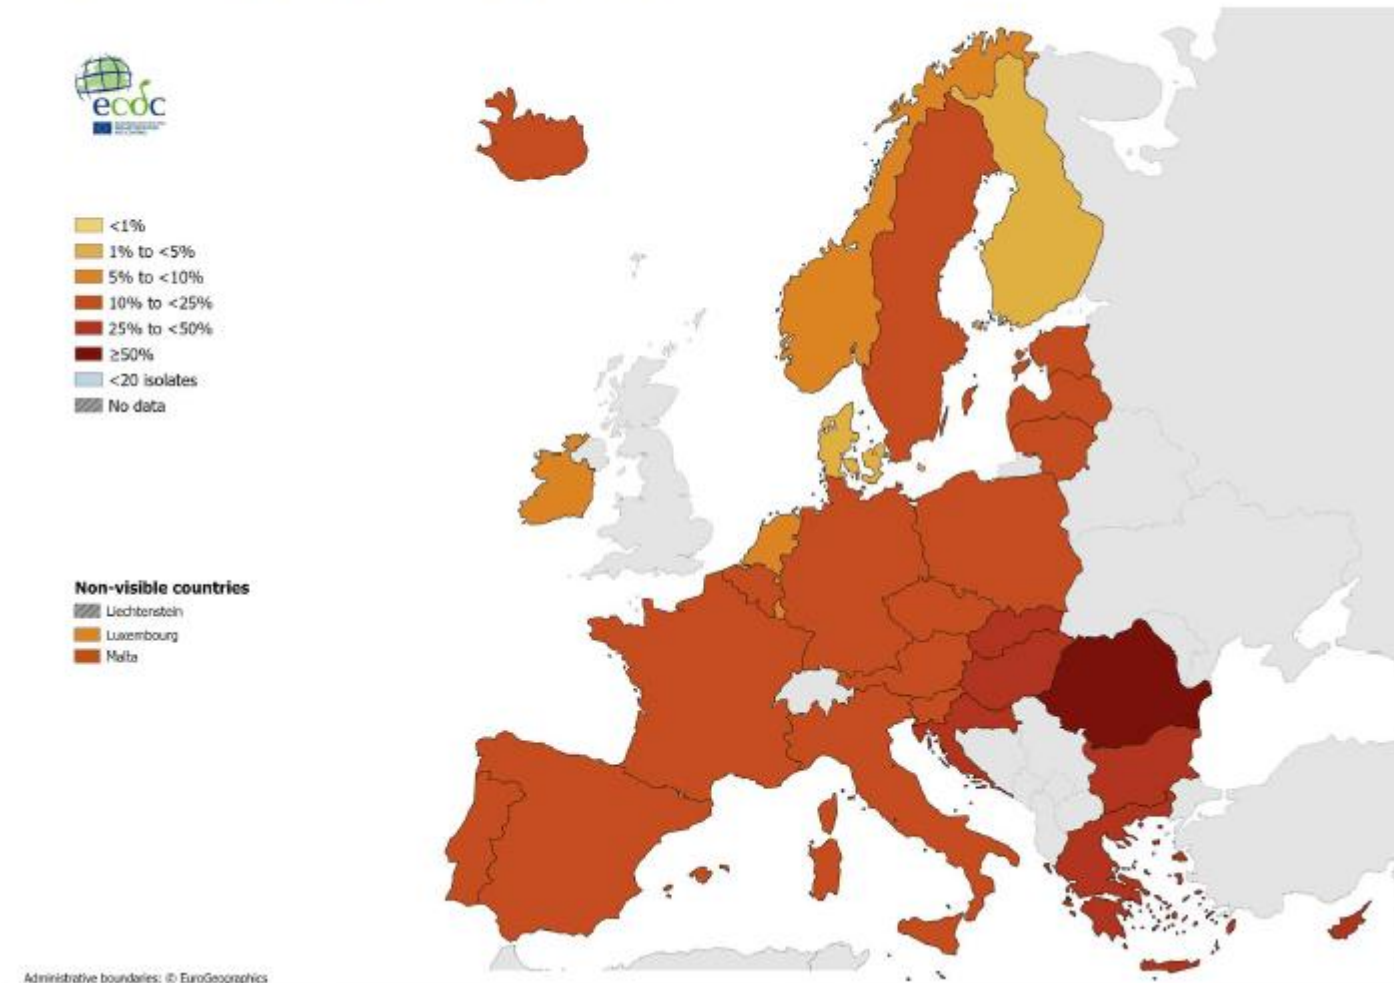 ecdc
<1%
1% to <5%
5% to <10%
10% to <25%
25% to <50%
≥50%
<20 isolates
No data
Non-visible countries
Liechtenstein
Luxembourg
Malta
Administrative boundaries: © EuroGeographics